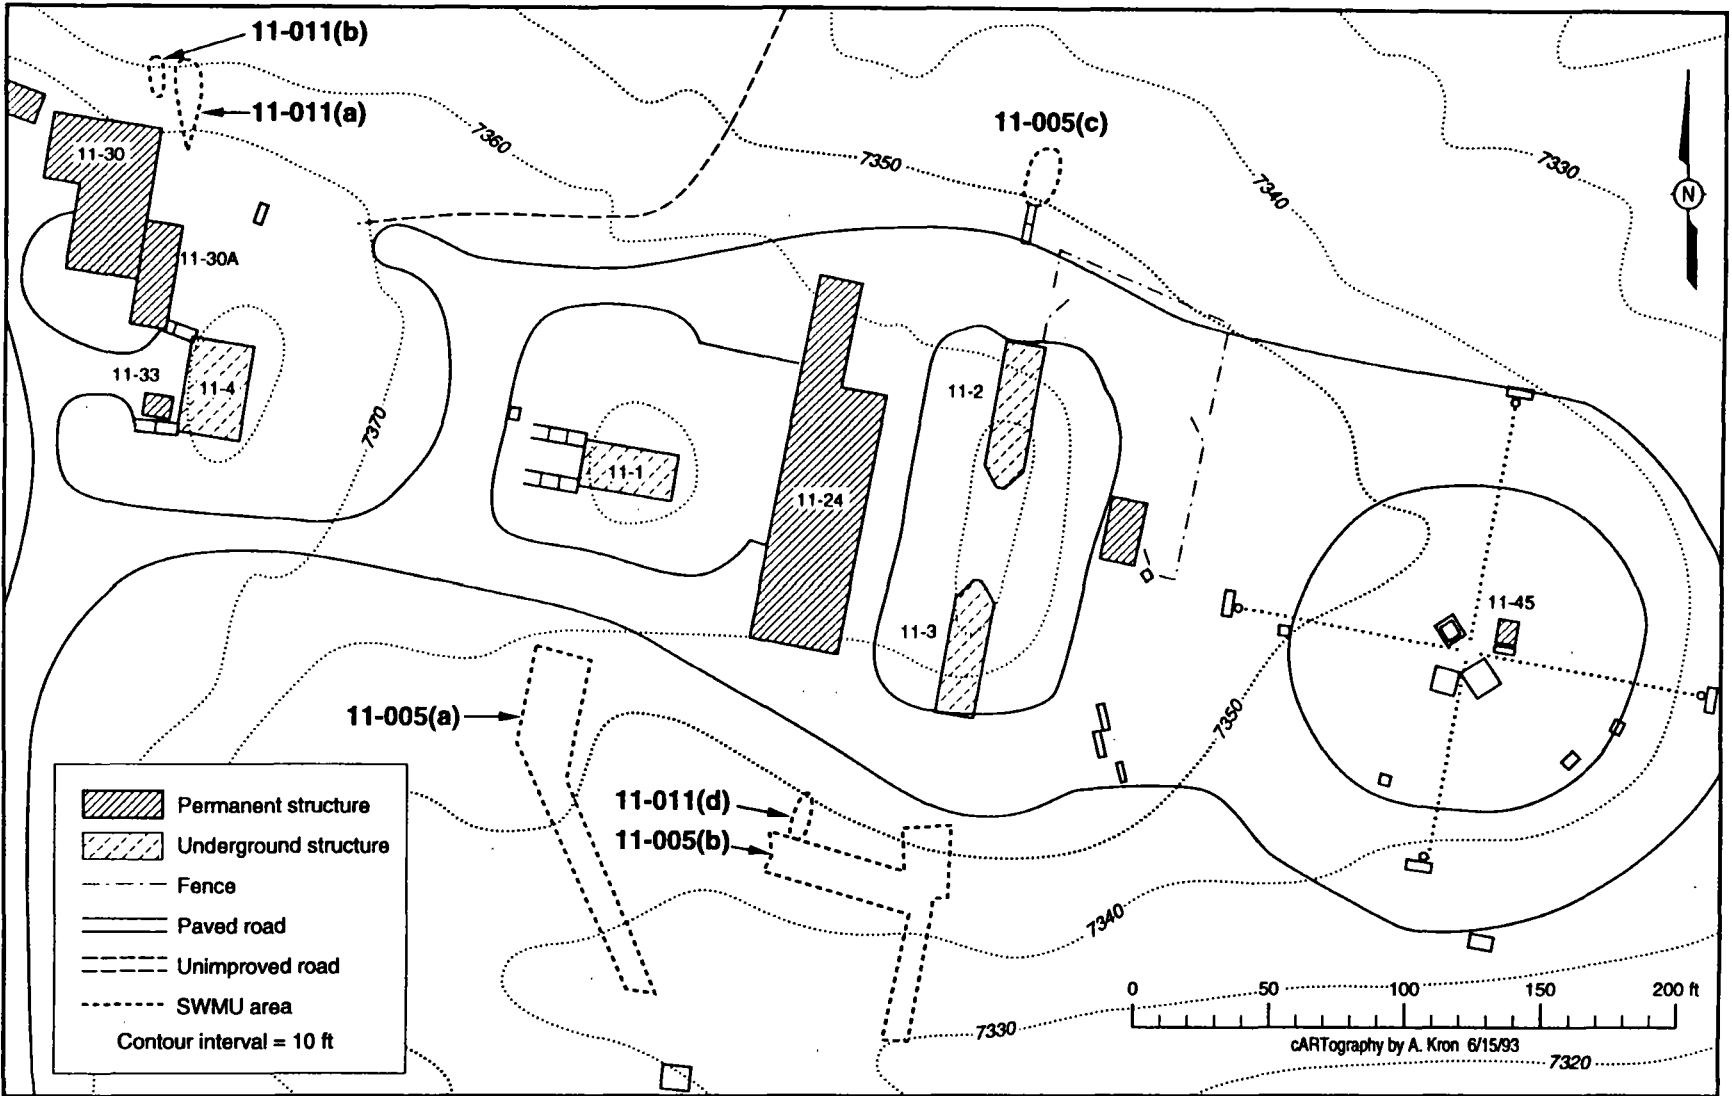 11-011(b)
11-011(a)
11-005(c)
7360
7350
7340
7330
N
11-30
11-30A
11-33
11-4
7370
11-1
11-24
11-2
11-3
11-45
7350
11-005(a)
11-011(d)
11-005(b)
7340
7330
7320
Permanent structure
Underground structure
Fence
Paved road
Unimproved road
SWMU area
Contour interval = 10 ft
0 50 100 150 200 ft
cARTography by A. Kron 6/15/93